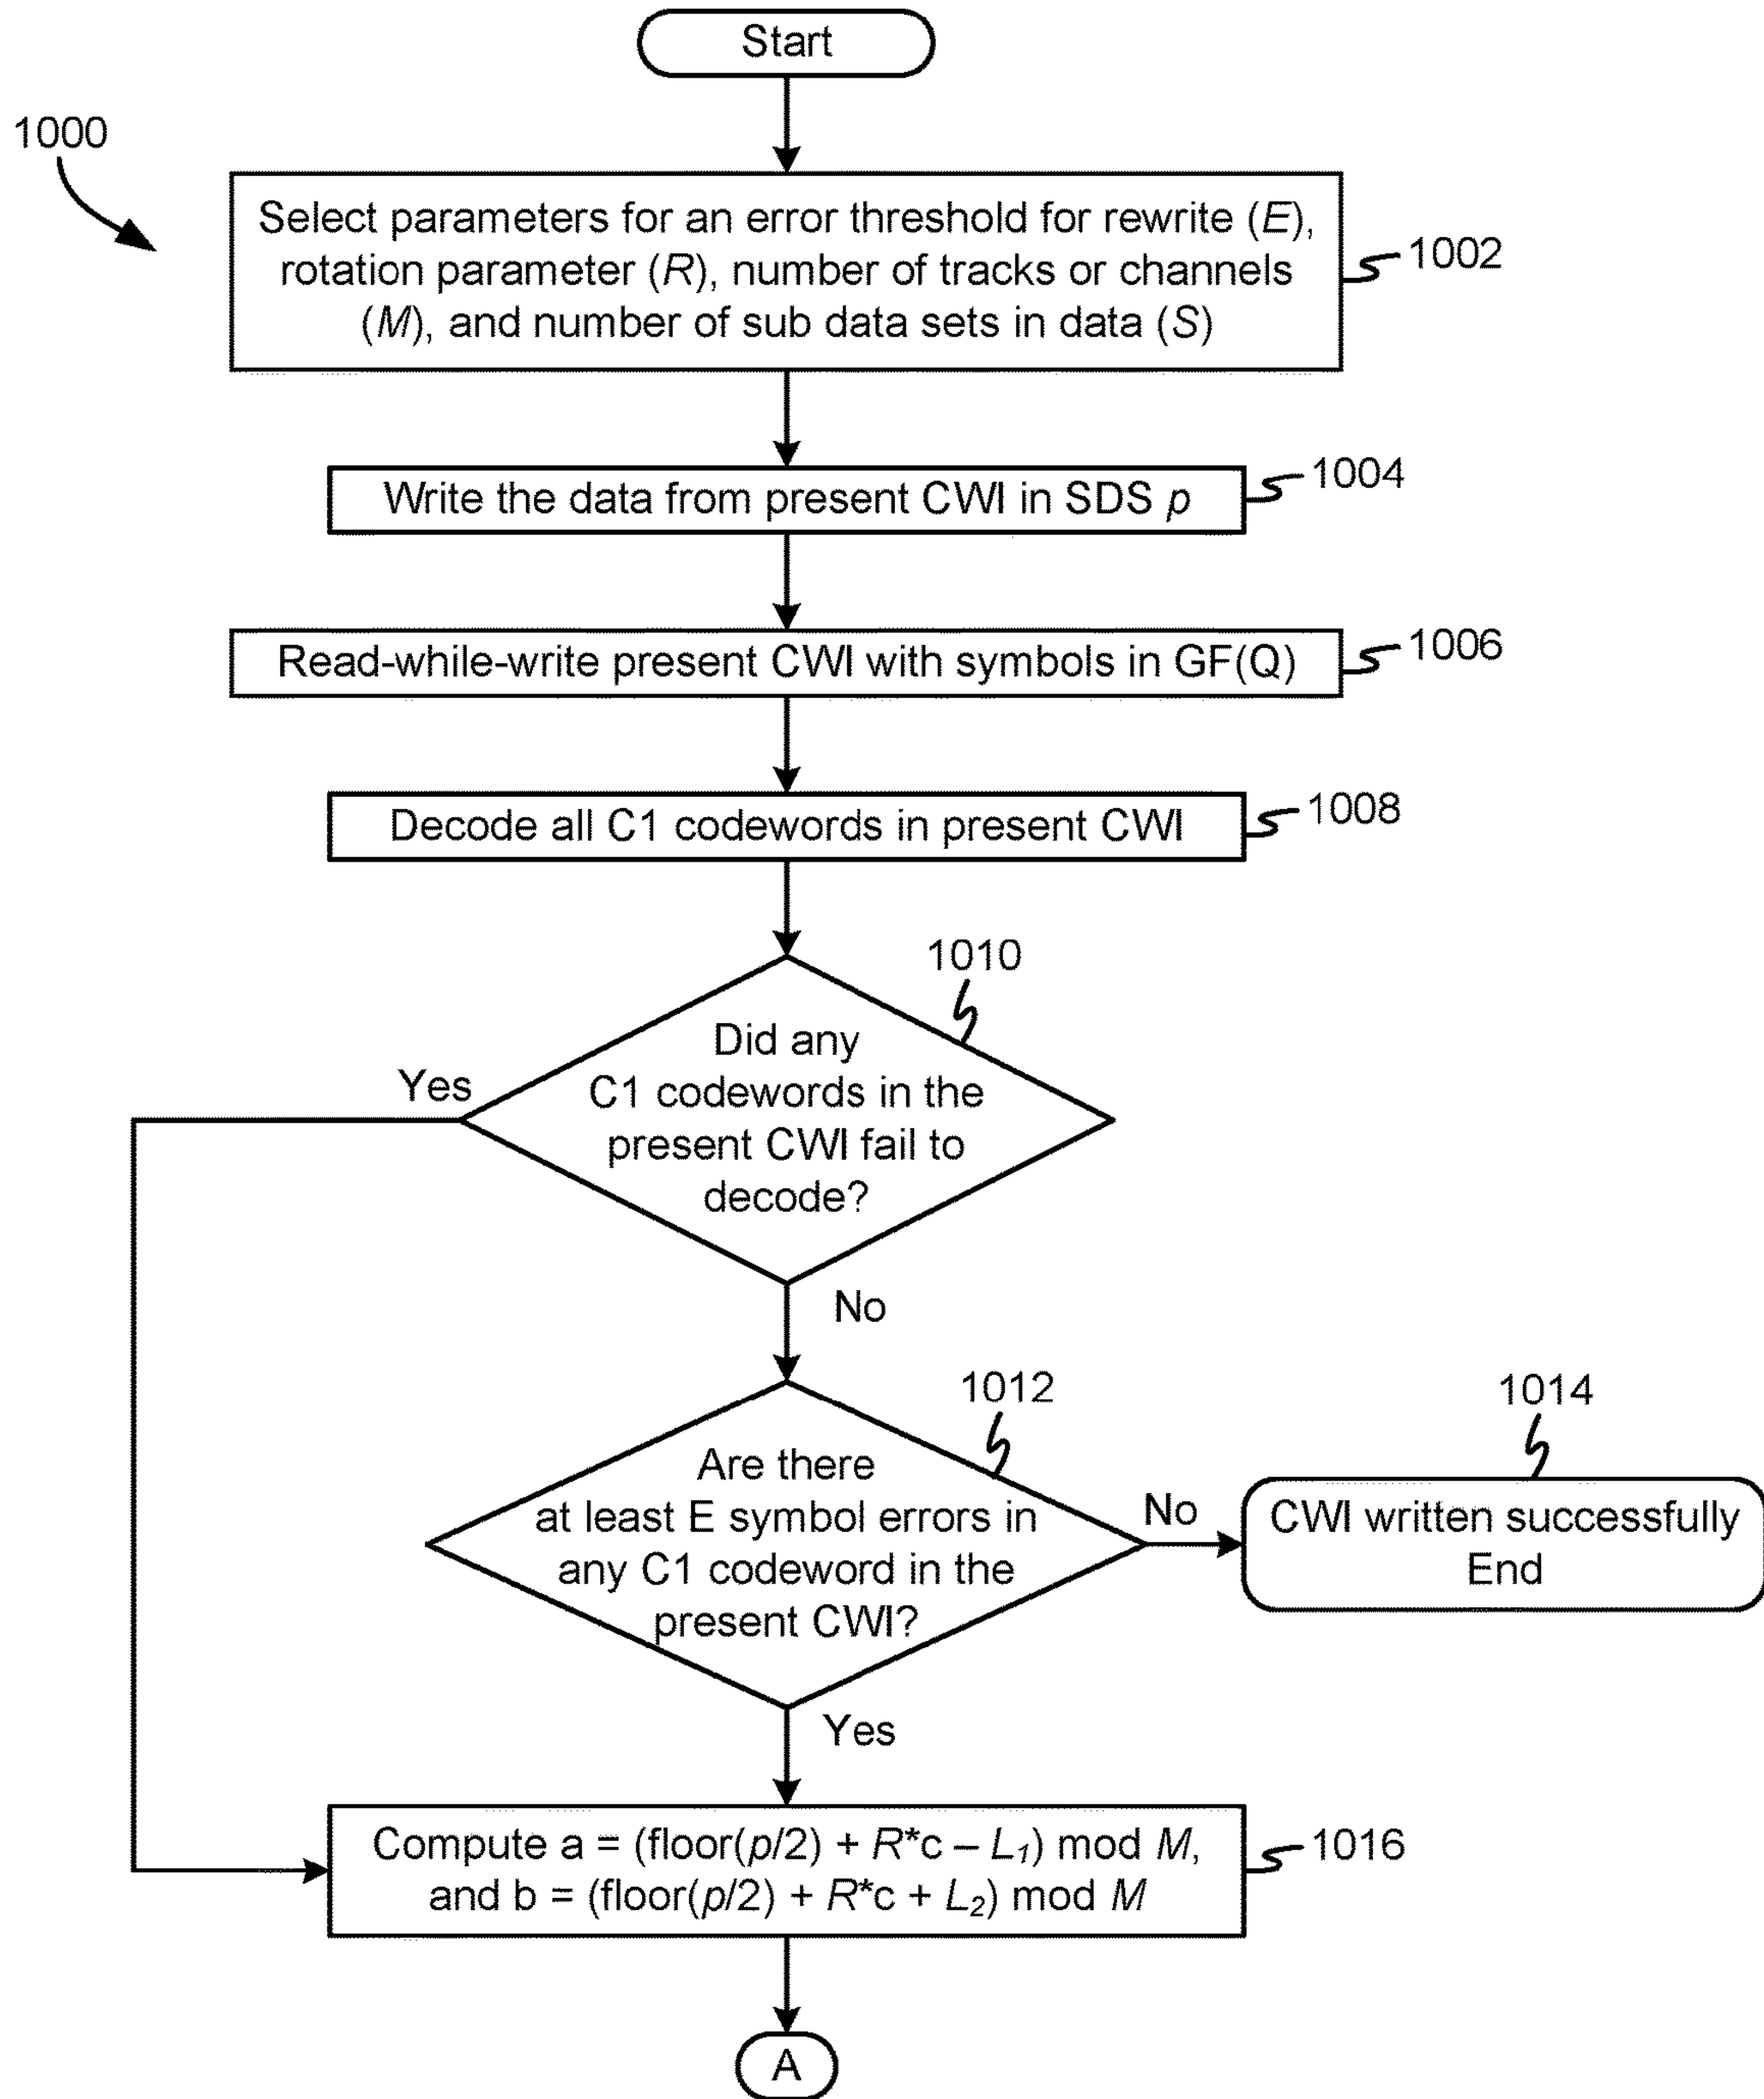 Start
1000
Select parameters for an error threshold for rewrite (E),
rotation parameter (R), number of tracks or channels
(M), and number of sub data sets in data (S)
1002
Write the data from present CWI in SDS p
1004
Read-while-write present CWI with symbols in GF(Q)
1006
Decode all C1 codewords in present CWI
1008
1010
Did any
C1 codewords in the
present CWI fail to
decode?
Yes
No
1012
Are there
at least E symbol errors in
any C1 codeword in the
present CWI?
No
1014
CWI written successfully
End
Yes
Compute a = (floor(p/2) + R*c – L₁) mod M,
and b = (floor(p/2) + R*c + L₂) mod M
1016
A